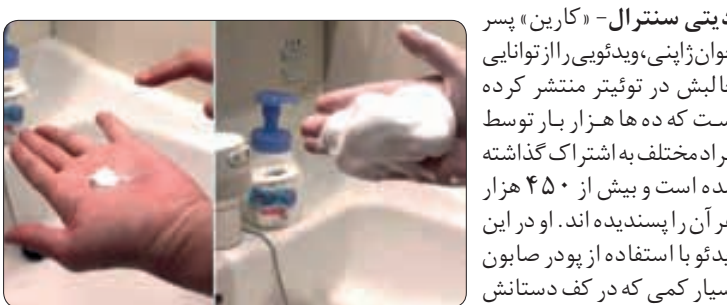 دیتی سنترال- «کارین» پسر
وان ژاپنی، ویدئویی را از توانایی
البش در توئیتر منتشر کرده
ست که ده ها هزار بار توسط
راد مختلف به اشتراک گذاشته
ده است و بیش از ۴۵۰ هزار
فر آن را پسندیده اند. او در این
یدئو با استفاده از پودر صابون
سیار کمی که در کف دستانش